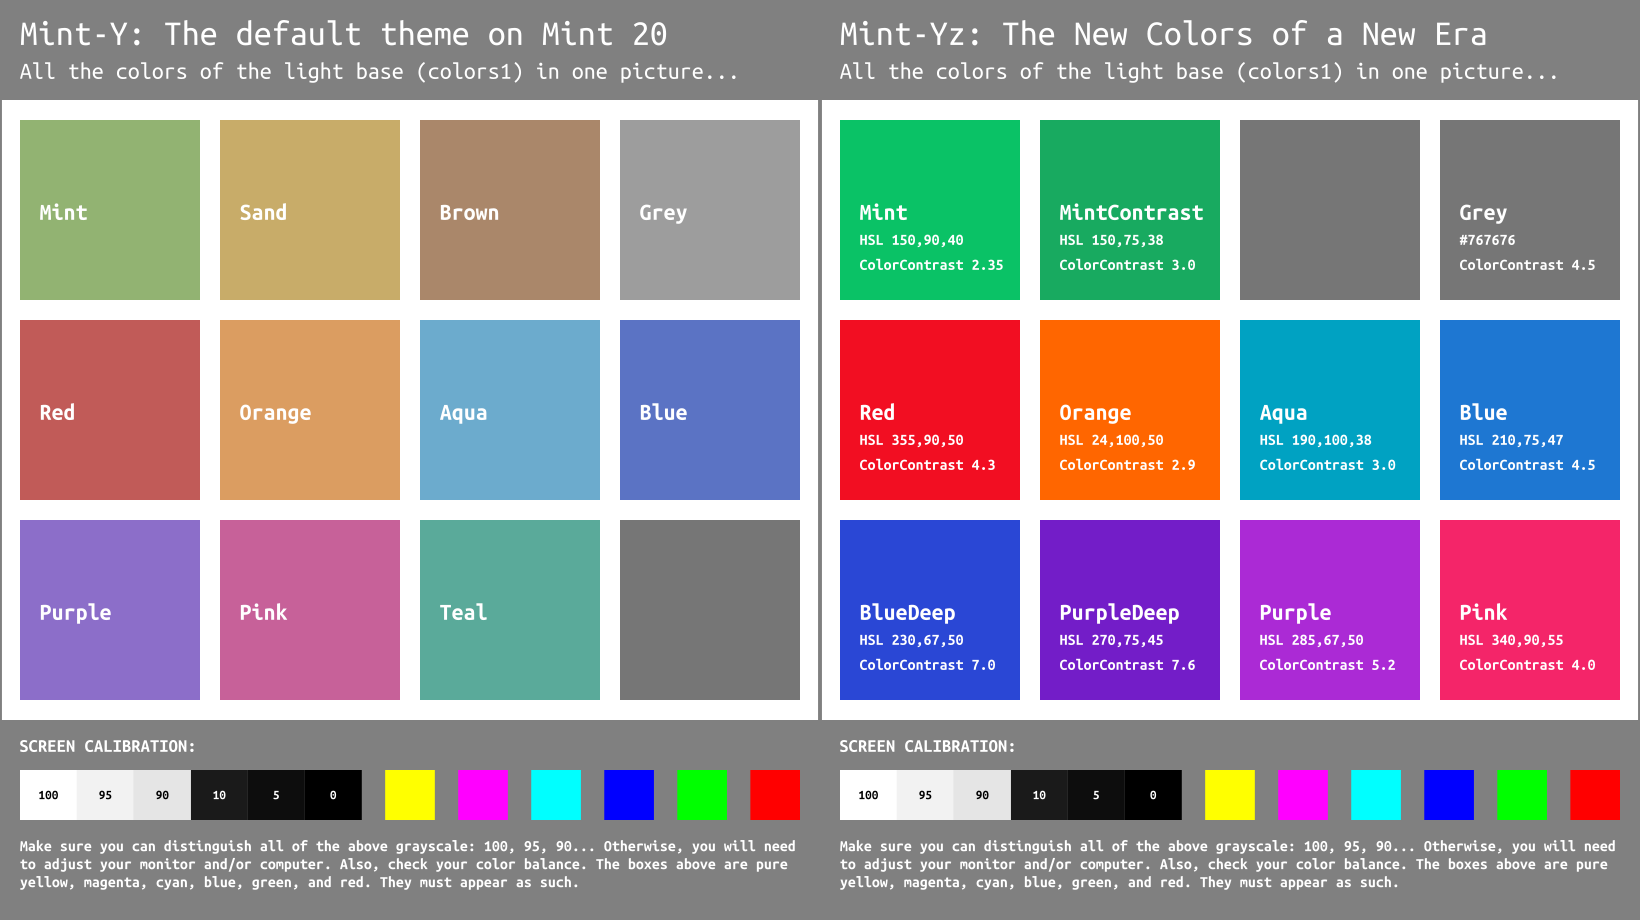 Mint-Y: The default theme on Mint 20
All the colors of the light base (colors1) in one picture...
Mint
Sand
Brown
Grey
Red
Orange
Aqua
Blue
Purple
Pink
Teal
SCREEN CALIBRATION:
100 95 90 10 5 0
Make sure you can distinguish all of the above grayscale: 100, 95, 90... Otherwise, you will need
to adjust your monitor and/or computer. Also, check your color balance. The boxes above are pure
yellow, magenta, cyan, blue, green, and red. They must appear as such.
Mint-Yz: The New Colors of a New Era
All the colors of the light base (colors1) in one picture...
Mint
HSL 150,90,40
ColorContrast 2.35
MintContrast
HSL 150,75,38
ColorContrast 3.0
Grey
#767676
ColorContrast 4.5
Red
HSL 355,90,50
ColorContrast 4.3
Orange
HSL 24,100,50
ColorContrast 2.9
Aqua
HSL 190,100,38
ColorContrast 3.0
Blue
HSL 210,75,47
ColorContrast 4.5
BlueDeep
HSL 230,67,50
ColorContrast 7.0
PurpleDeep
HSL 270,75,45
ColorContrast 7.6
Purple
HSL 285,67,50
ColorContrast 5.2
Pink
HSL 340,90,55
ColorContrast 4.0
SCREEN CALIBRATION:
100 95 90 10 5 0
Make sure you can distinguish all of the above grayscale: 100, 95, 90... Otherwise, you will need
to adjust your monitor and/or computer. Also, check your color balance. The boxes above are pure
yellow, magenta, cyan, blue, green, and red. They must appear as such.